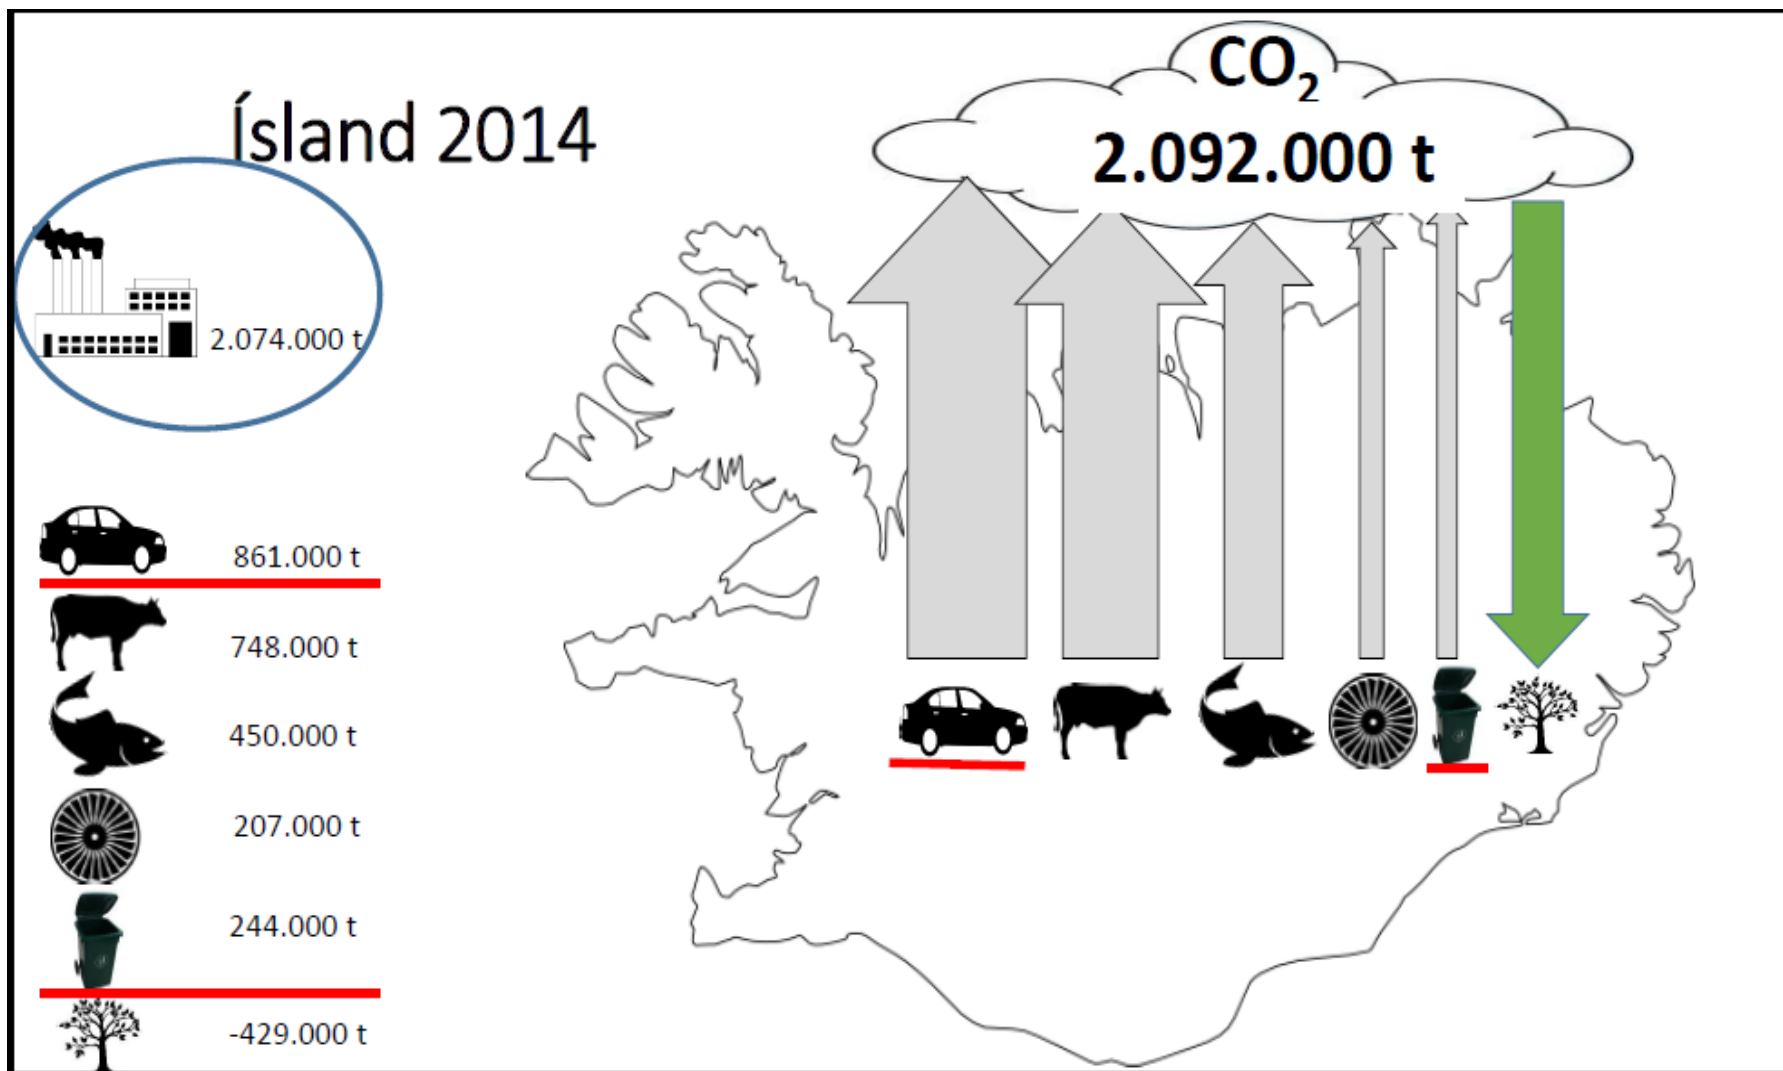 Ísland 2014
CO₂
2.092.000 t
2.074.000 t
861.000 t
748.000 t
450.000 t
207.000 t
244.000 t
-429.000 t